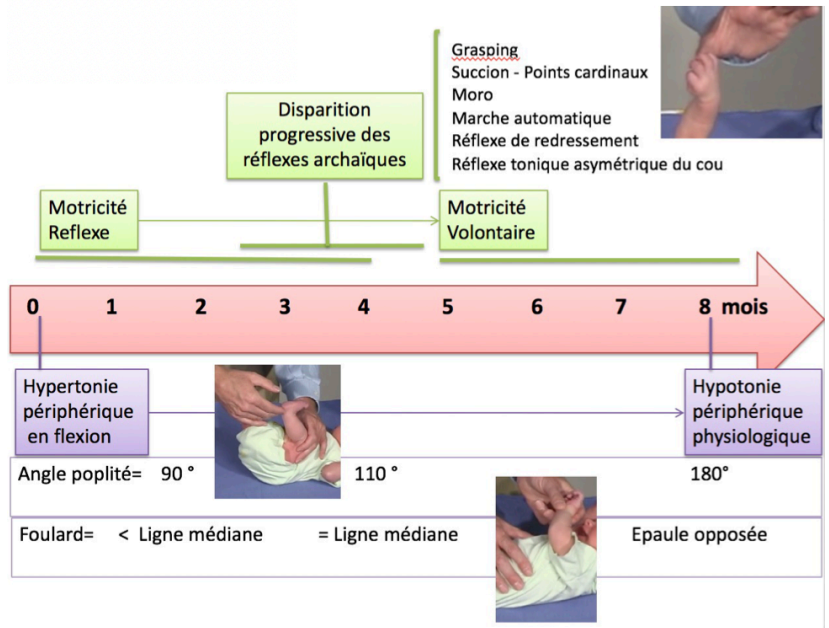 Grasping
Succion - Points cardinaux
Moro
Marche automatique
Réflexe de redressement
Réflexe tonique asymétrique du cou
Disparition
progressive des
réflexes archaïques
Motricité
Reflexe
Motricité
Volontaire
0 1 2 3 4 5 6 7 8 mois
Hypertonie
périphérique
en flexion
Hypotonie
périphérique
physiologique
Angle poplité= 90 ° 110 ° 180°
Foulard= < Ligne médiane = Ligne médiane Epaule opposée